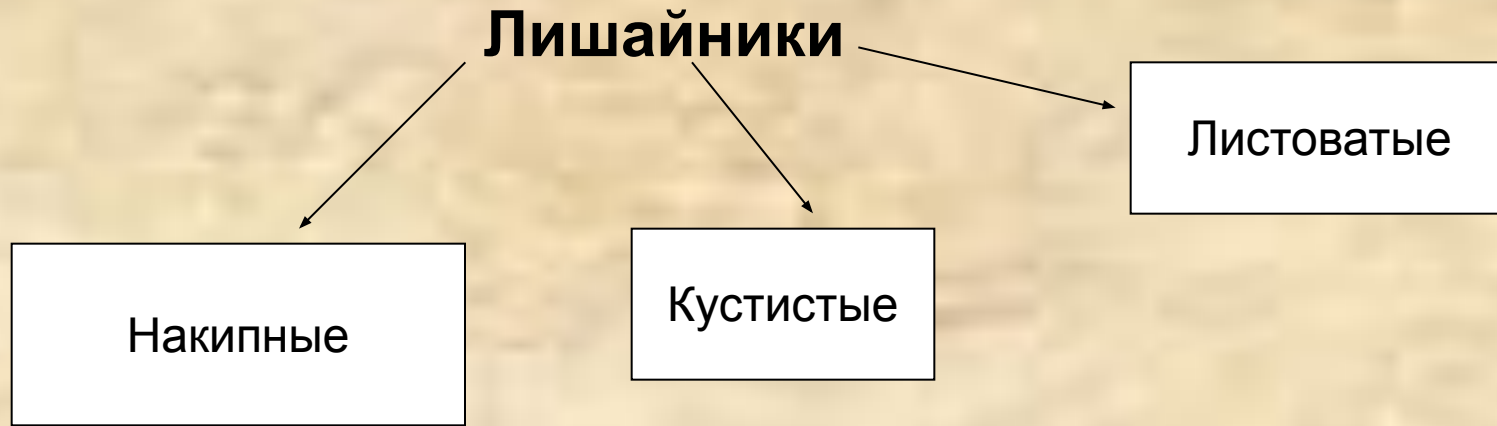 Лишайники
Листоватые
Кустистые
Накипные